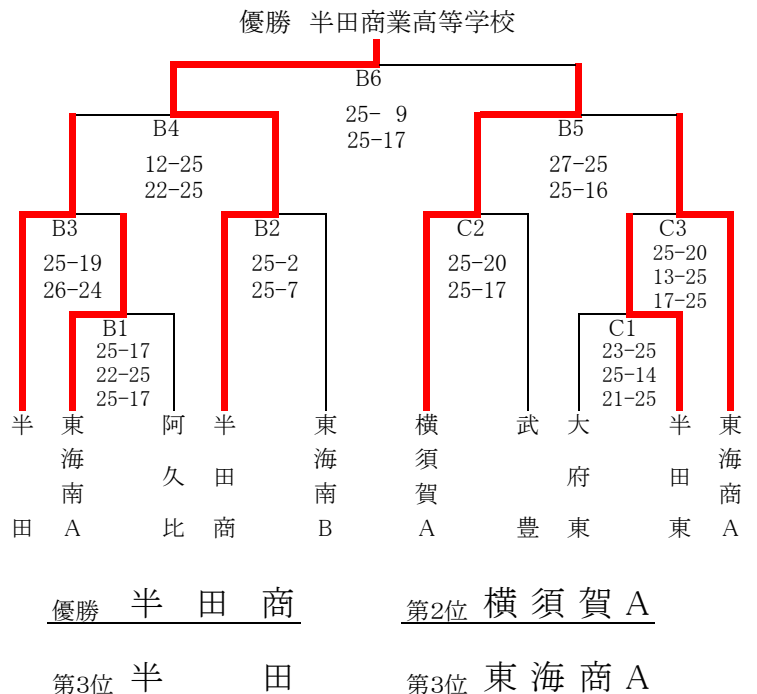 優勝 半田商業高等学校
B6
25- 9
25-17
B4
12-25
22-25
B5
27-25
25-16
B3
25-19
26-24
B2
25-2
25-7
C2
25-20
25-17
C3
25-20
13-25
17-25
B1
25-17
22-25
25-17
C1
23-25
25-14
21-25
半田
東海南A
阿久比
半田商
東海南B
横須賀A
武豊
大府東
半田東
東海商A
優勝 半田商
第2位 横須賀A
第3位 半田
第3位 東海商A